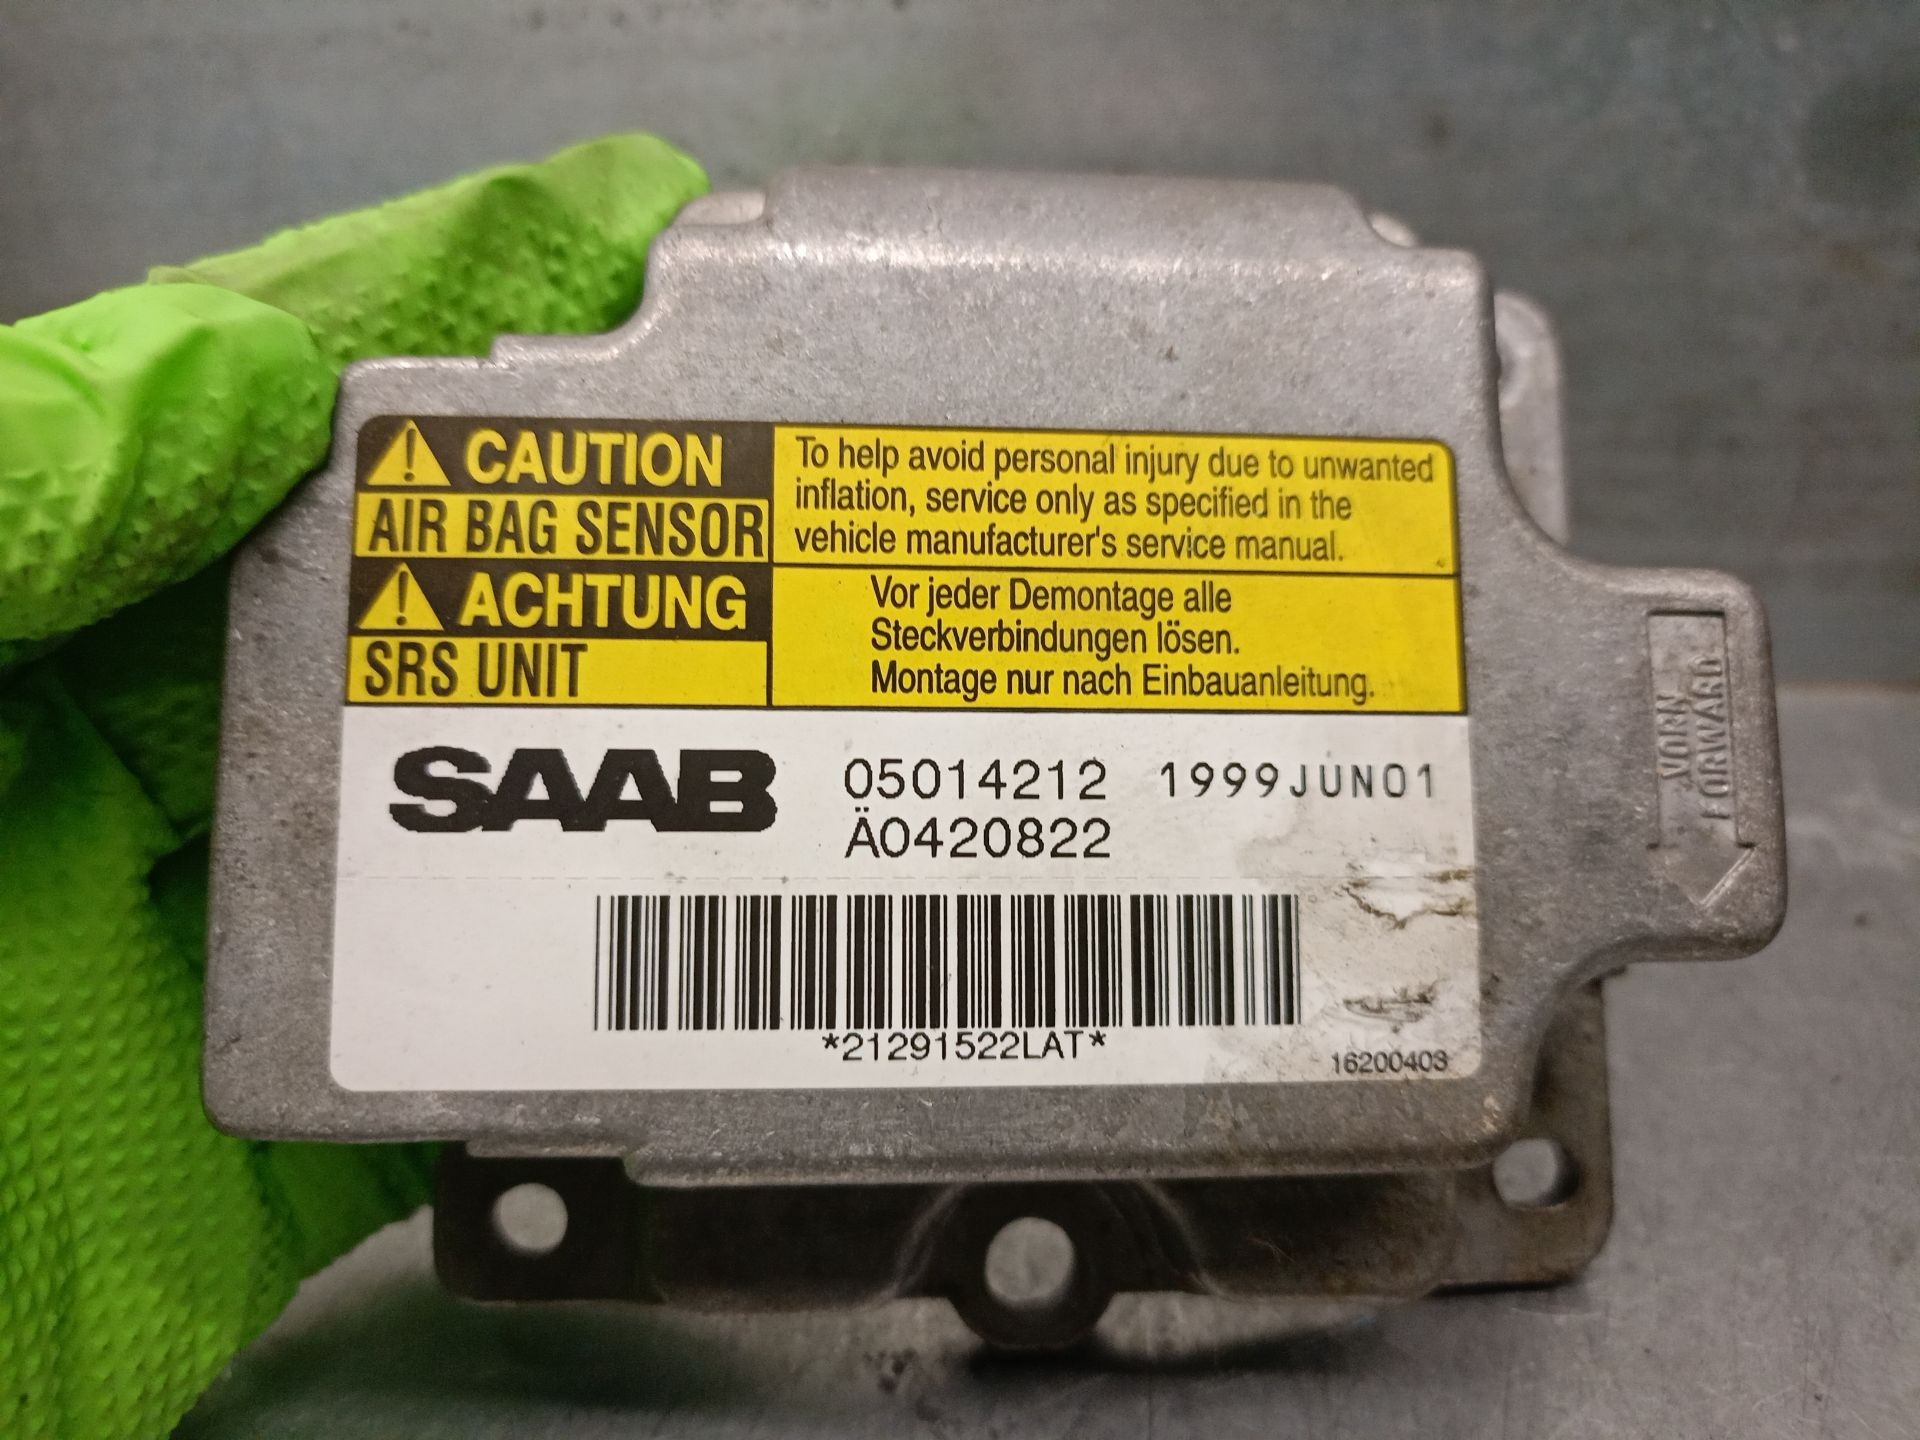 CAUTION
AIR BAG SENSOR
To help avoid personal injury due to unwanted
inflation, service only as specified in the
vehicle manufacturer's service manual.
ACHTUNG
SRS UNIT
Vor jeder Demontage alle
Steckverbindungen lösen.
Montage nur nach Einbauanleitung.
SAAB 05014212 1999JUN01
Ä0420822
*21291522LAT*
16200403
VORN
FORWARD